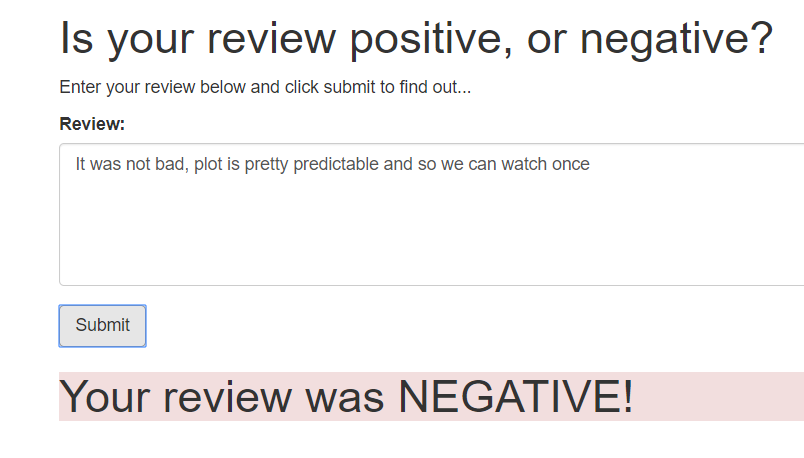 Is your review positive, or negative?
Enter your review below and click submit to find out...
Review:
It was not bad, plot is pretty predictable and so we can watch once
Submit
Your review was NEGATIVE!